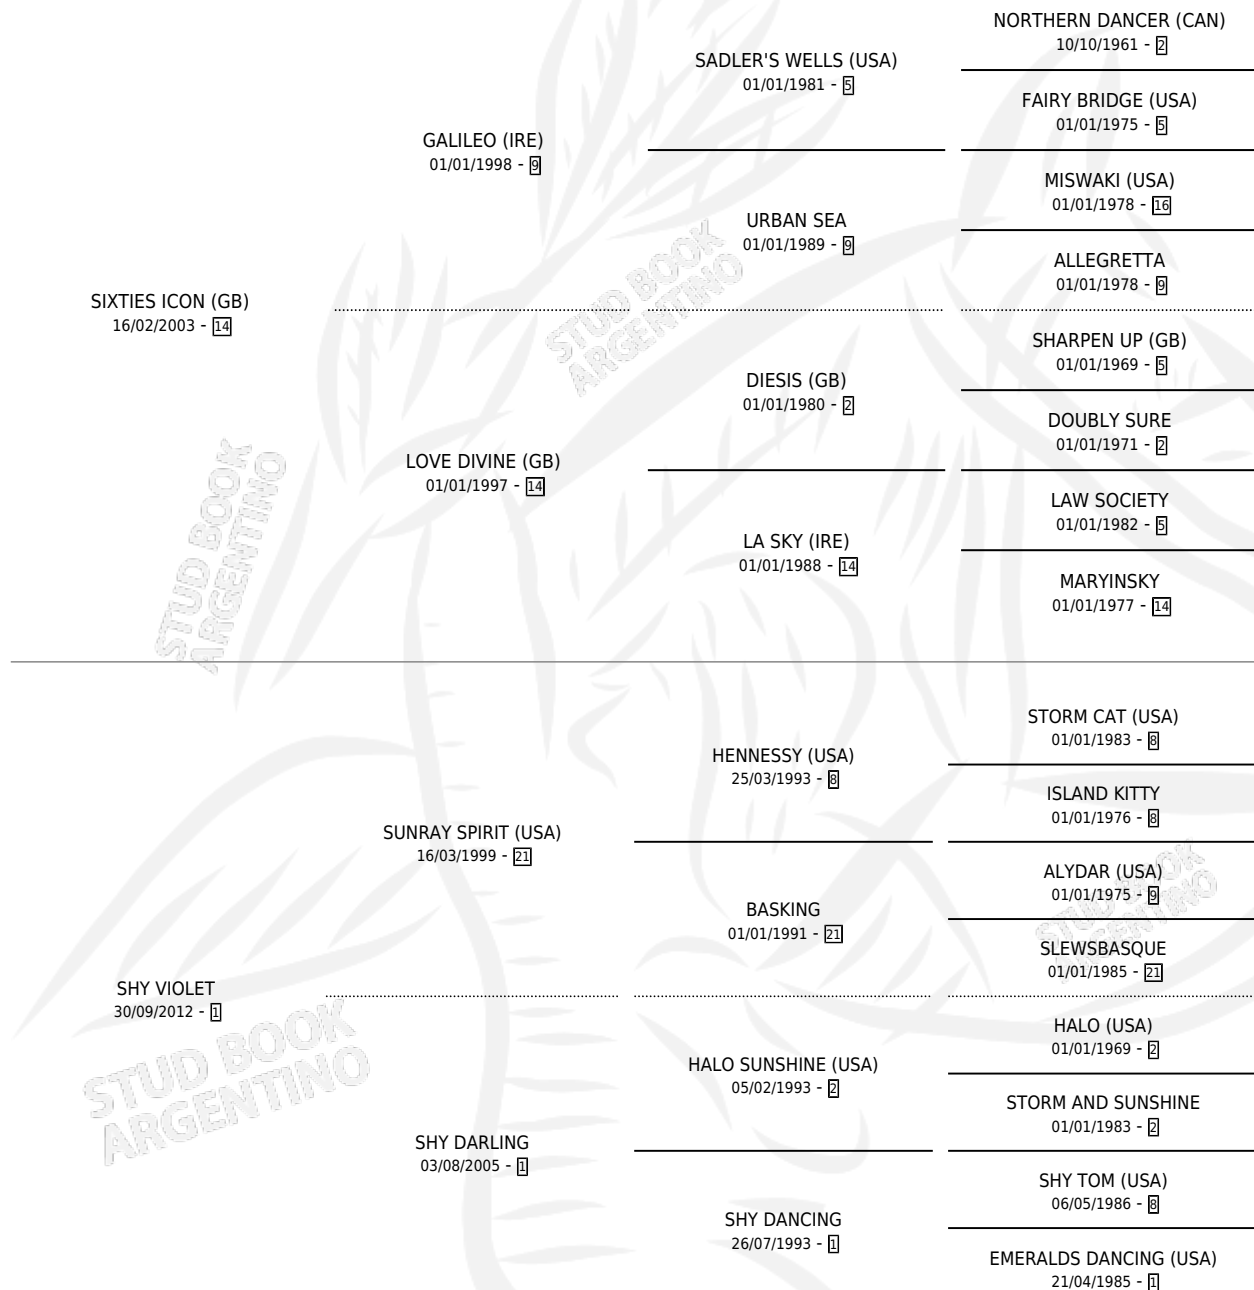 NORTHERN DANCER (CAN)
10/10/1961 - 2
SADLER'S WELLS (USA)
01/01/1981 - 5
FAIRY BRIDGE (USA)
01/01/1975 - 5
GALILEO (IRE)
01/01/1998 - 9
MISWAKI (USA)
01/01/1978 - 16
URBAN SEA
01/01/1989 - 9
ALLEGRETTA
01/01/1978 - 9
SIXTIES ICON (GB)
16/02/2003 - 14
SHARPEN UP (GB)
01/01/1969 - 5
DIESIS (GB)
01/01/1980 - 2
DOUBLY SURE
01/01/1971 - 2
LOVE DIVINE (GB)
01/01/1997 - 14
LAW SOCIETY
01/01/1982 - 5
LA SKY (IRE)
01/01/1988 - 14
MARYINSKY
01/01/1977 - 14
STORM CAT (USA)
01/01/1983 - 8
HENNESSY (USA)
25/03/1993 - 8
ISLAND KITTY
01/01/1976 - 8
SUNRAY SPIRIT (USA)
16/03/1999 - 21
ALYDAR (USA)
01/01/1975 - 9
BASKING
01/01/1991 - 21
SLEWSBASQUE
01/01/1985 - 21
SHY VIOLET
30/09/2012 - 1
HALO (USA)
01/01/1969 - 2
HALO SUNSHINE (USA)
05/02/1993 - 2
STORM AND SUNSHINE
01/01/1983 - 2
SHY DARLING
03/08/2005 - 1
SHY TOM (USA)
06/05/1986 - 8
SHY DANCING
26/07/1993 - 1
EMERALDS DANCING (USA)
21/04/1985 - 1
STUD BOOK
ARGENTINO
STUD BOOK
ARGENTINO
STUD BOOK
ARGENTINO
STUD BOOK
ARGENTINO